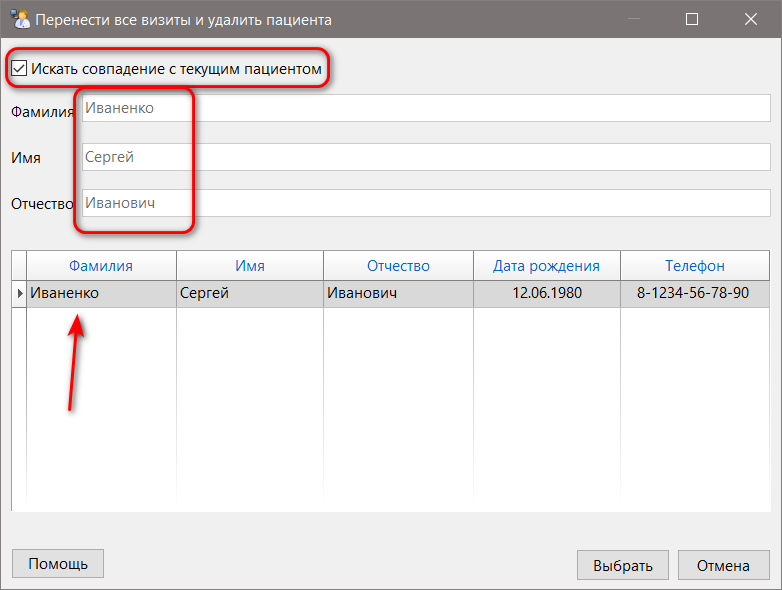 Перенести все визиты и удалить пациента
Искать совпадение с текущим пациентом
Фамилия Иваненко
Имя Сергей
Отчество Иванович
Фамилия Имя Отчество Дата рождения Телефон
Иваненко Сергей Иванович 12.06.1980 8-1234-56-78-90
Помощь Выбрать Отмена